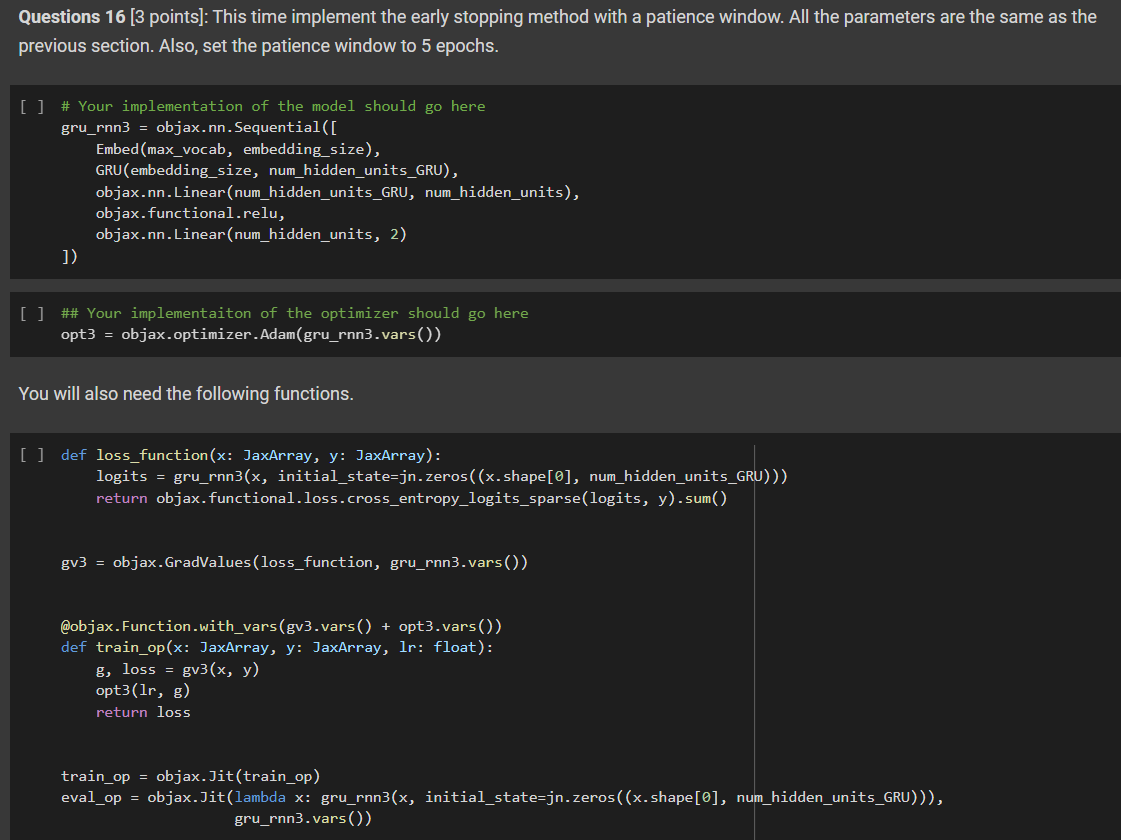 Questions 16 [3 points]: This time implement the early stopping method with a patience window. All the parameters are the same as the
previous section. Also, set the patience window to 5 epochs.
[ ] # Your implementation of the model should go here
gru_rnn3 = objax.nn.Sequential([
    Embed(max_vocab, embedding_size),
    GRU(embedding_size, num_hidden_units_GRU),
    objax.nn.Linear(num_hidden_units_GRU, num_hidden_units),
    objax.functional.relu,
    objax.nn.Linear(num_hidden_units, 2)
])
[ ] ## Your implementaiton of the optimizer should go here
opt3 = objax.optimizer.Adam(gru_rnn3.vars())
You will also need the following functions.
[ ] def loss_function(x: JaxArray, y: JaxArray):
    logits = gru_rnn3(x, initial_state=jn.zeros((x.shape[0], num_hidden_units_GRU)))
    return objax.functional.loss.cross_entropy_logits_sparse(logits, y).sum()
gv3 = objax.GradValues(loss_function, gru_rnn3.vars())
@objax.Function.with_vars(gv3.vars() + opt3.vars())
def train_op(x: JaxArray, y: JaxArray, lr: float):
    g, loss = gv3(x, y)
    opt3(lr, g)
    return loss
train_op = objax.Jit(train_op)
eval_op = objax.Jit(lambda x: gru_rnn3(x, initial_state=jn.zeros((x.shape[0], num_hidden_units_GRU))),
                    gru_rnn3.vars())